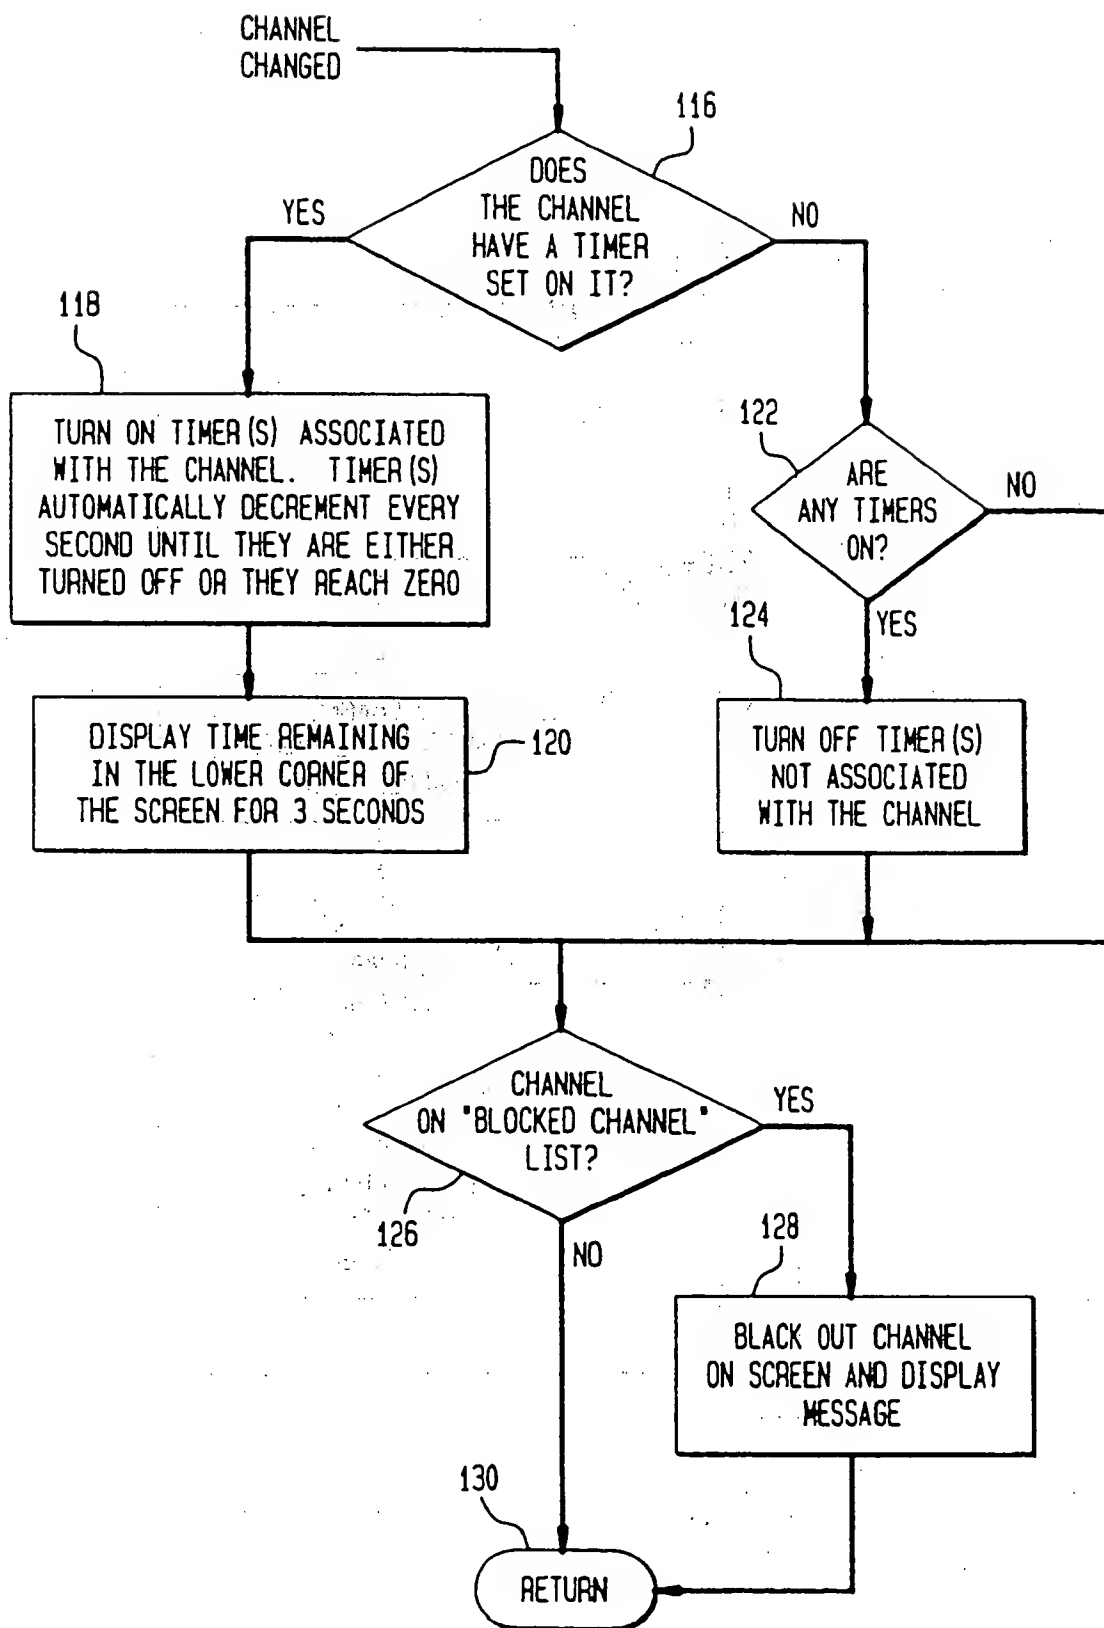 CHANNEL
CHANGED
116
DOES
THE CHANNEL
HAVE A TIMER
SET ON IT?
YES
NO
118
TURN ON TIMER(S) ASSOCIATED
WITH THE CHANNEL. TIMER(S)
AUTOMATICALLY DECREMENT EVERY
SECOND UNTIL THEY ARE EITHER
TURNED OFF OR THEY REACH ZERO
122
ARE
ANY TIMERS
ON?
NO
YES
124
TURN OFF TIMER(S)
NOT ASSOCIATED
WITH THE CHANNEL
DISPLAY TIME REMAINING
IN THE LOWER CORNER OF
THE SCREEN FOR 3 SECONDS
120
CHANNEL
ON "BLOCKED CHANNEL"
LIST?
YES
126
NO
128
BLACK OUT CHANNEL
ON SCREEN AND DISPLAY
MESSAGE
130
RETURN